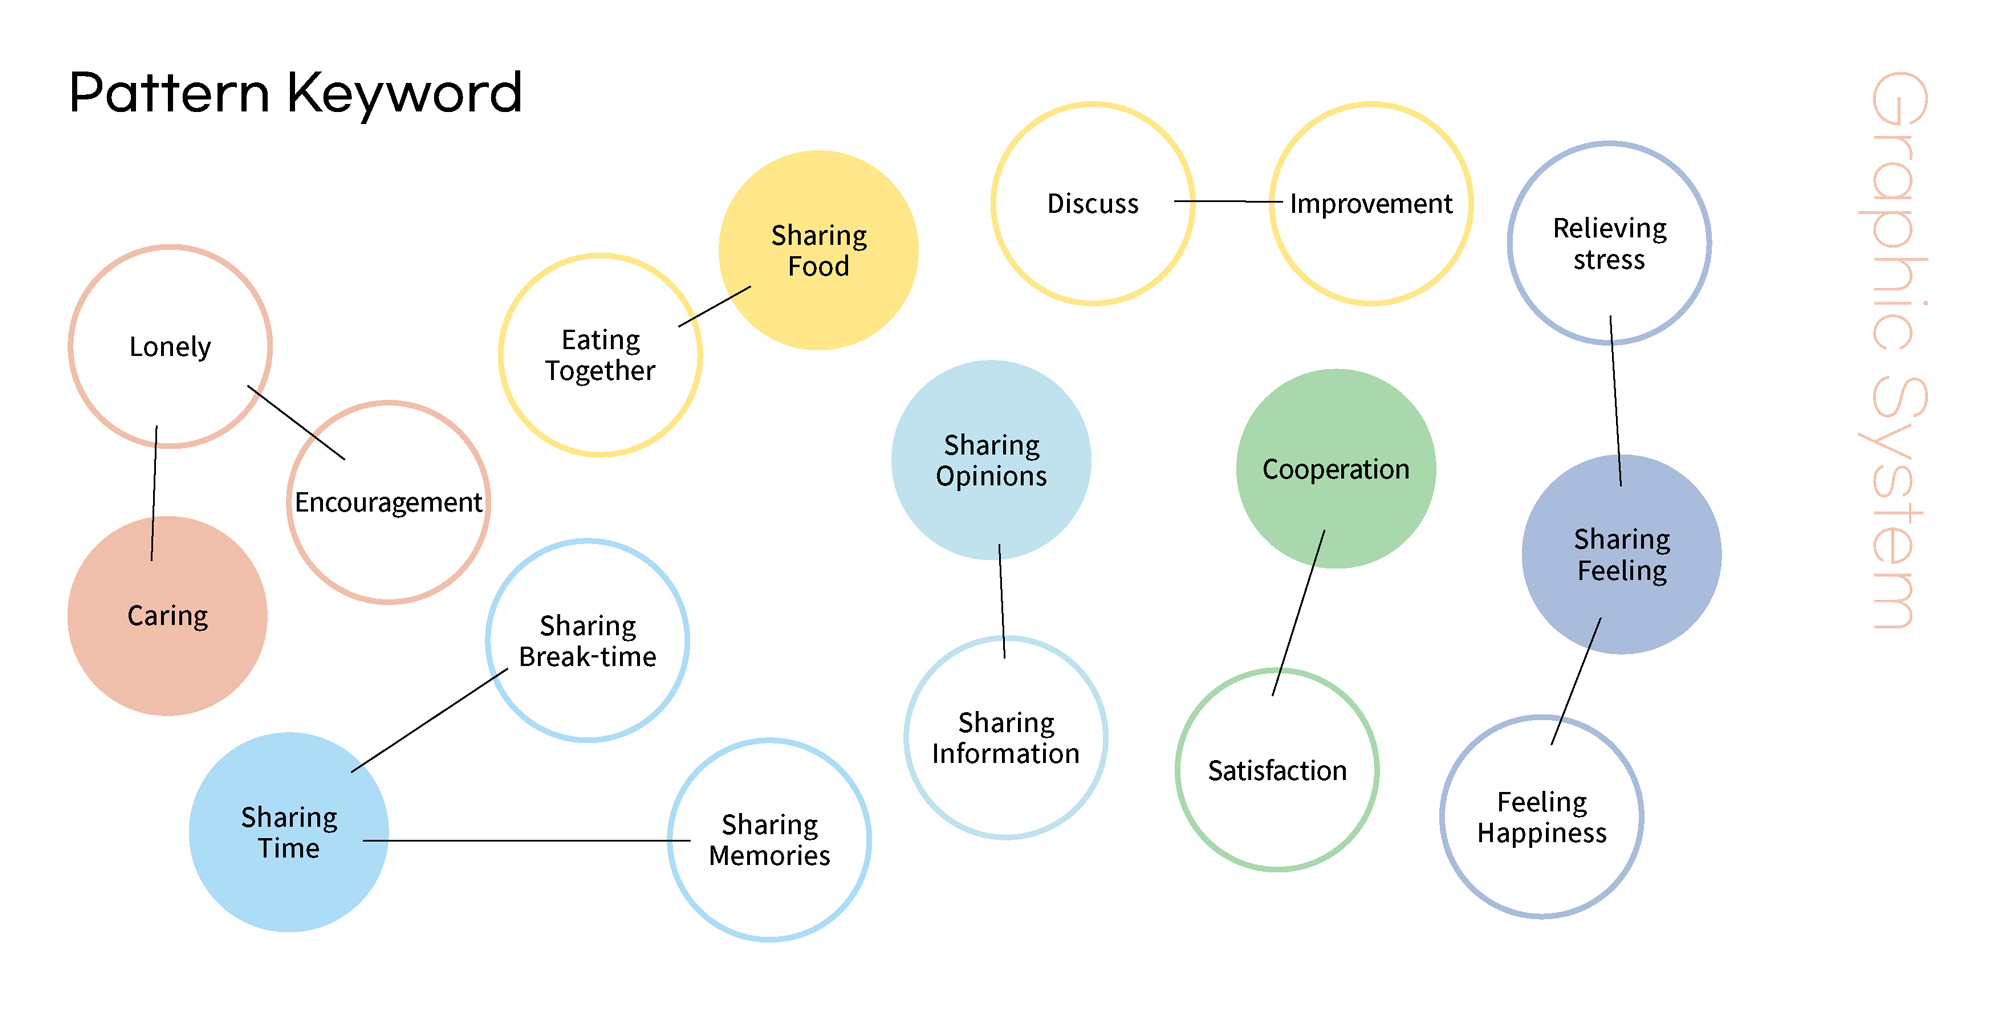 Pattern Keyword
Graphic System
Lonely
Encouragement
Caring
Eating
Together
Sharing
Food
Sharing
Break-time
Sharing
Time
Sharing
Memories
Discuss
Improvement
Sharing
Opinions
Sharing
Information
Cooperation
Satisfaction
Relieving
stress
Sharing
Feeling
Feeling
Happiness